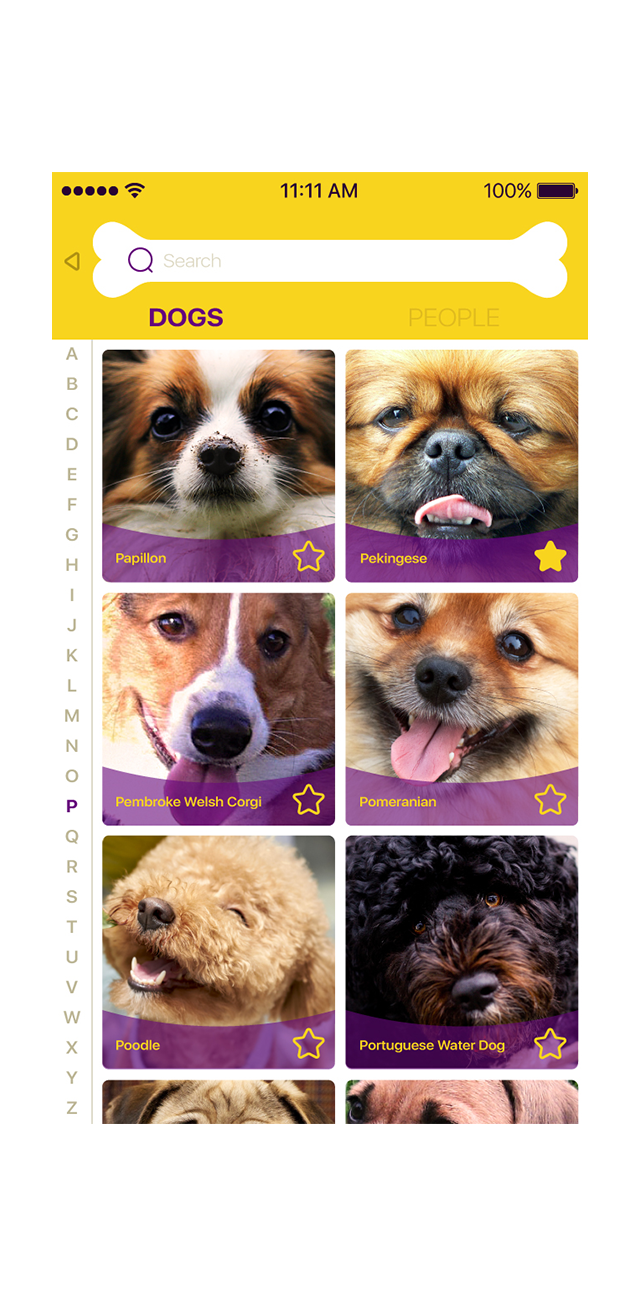 11:11 AM 100%
Search
DOGS PEOPLE
A
B
C
D
E
F
G
H
I
J
K
L
M
N
O
P
Q
R
S
T
U
V
W
X
Y
Z
Papillon Pekingese
Pembroke Welsh Corgi Pomeranian
Poodle Portuguese Water Dog